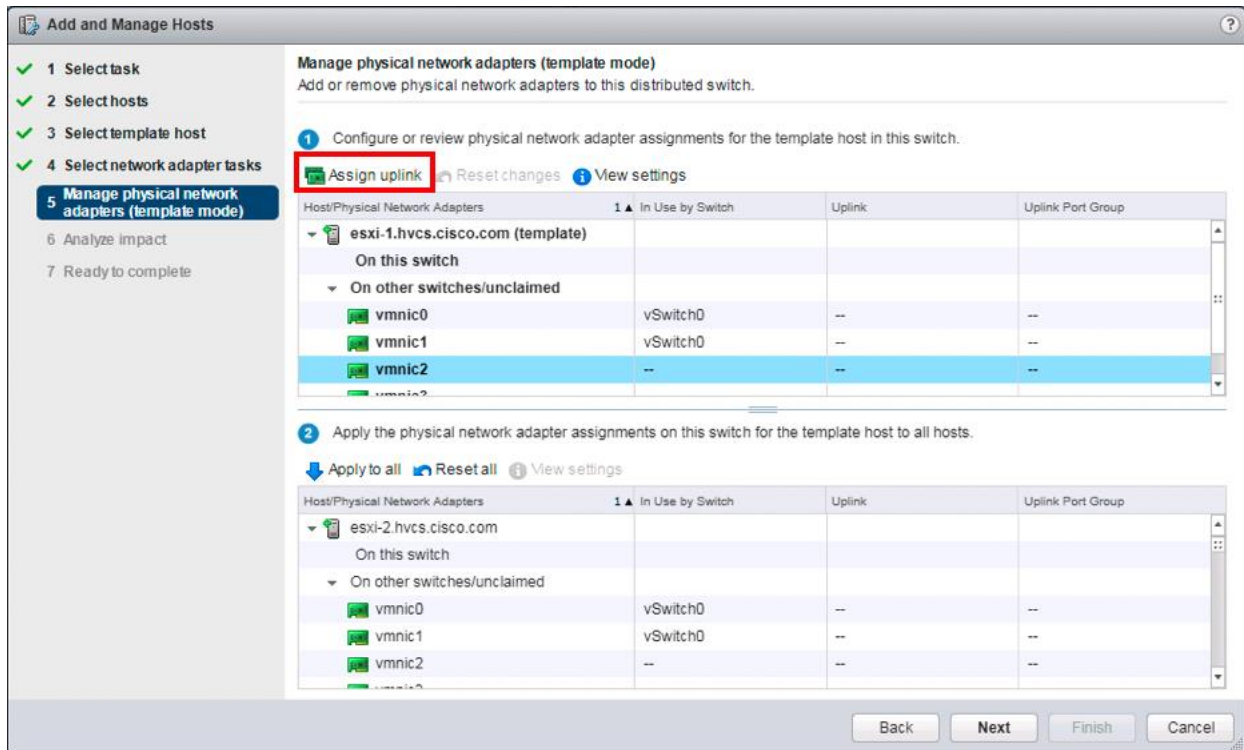 Add and Manage Hosts
?
1 Select task
2 Select hosts
3 Select template host
4 Select network adapter tasks
5 Manage physical network
adapters (template mode)
6 Analyze impact
7 Ready to complete
Manage physical network adapters (template mode)
Add or remove physical network adapters to this distributed switch.
1 Configure or review physical network adapter assignments for the template host in this switch.
Assign uplink Reset changes View settings
Host/Physical Network Adapters 1 ▲ In Use by Switch Uplink Uplink Port Group
esxi-1.hvcs.cisco.com (template)
On this switch
On other switches/unclaimed
vmnic0 vSwitch0 -- --
vmnic1 vSwitch0 -- --
vmnic2 -- -- --
2 Apply the physical network adapter assignments on this switch for the template host to all hosts.
Apply to all Reset all View settings
Host/Physical Network Adapters 1 ▲ In Use by Switch Uplink Uplink Port Group
esxi-2.hvcs.cisco.com
On this switch
On other switches/unclaimed
vmnic0 vSwitch0 -- --
vmnic1 vSwitch0 -- --
vmnic2 -- -- --
Back Next Finish Cancel